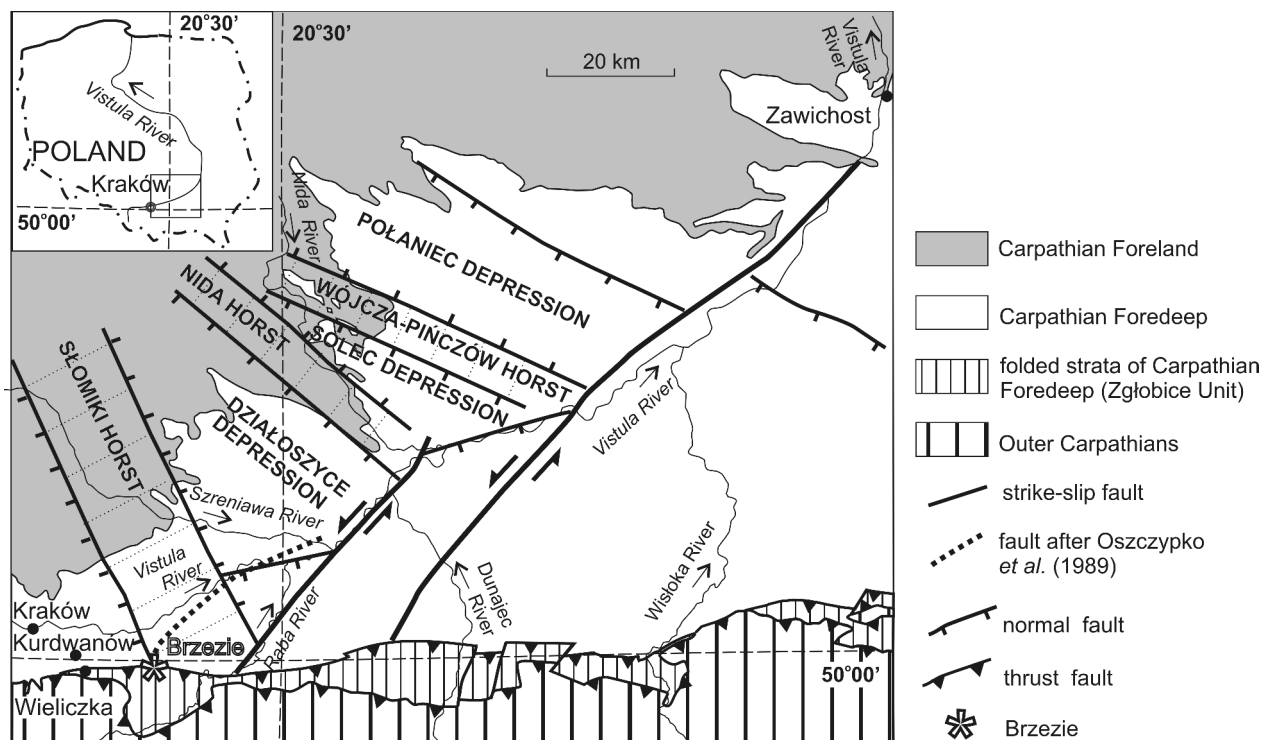 20°30'
20°30'
Vistula River
POLAND
Kraków
50°00'
20 km
Vistula
River
Zawichost
Nida River
POŁANIEC DEPRESSION
WÓJCZA-PIŃCZÓW HORST
NIDA HORST
SOLEC DEPRESSION
SŁOMIKI HORST
DZIAŁOSZYCE
DEPRESSION
Szreniawa River
Vistula River
Vistula
River
Wisłoka River
Dunajec
River
Raba River
Kraków
Kurdwanów
Brzezie
Wieliczka
50°00'
Carpathian Foreland
Carpathian Foredeep
folded strata of Carpathian
Foredeep (Zgłobice Unit)
Outer Carpathians
strike-slip fault
fault after Oszczypko
et al. (1989)
normal fault
thrust fault
Brzezie